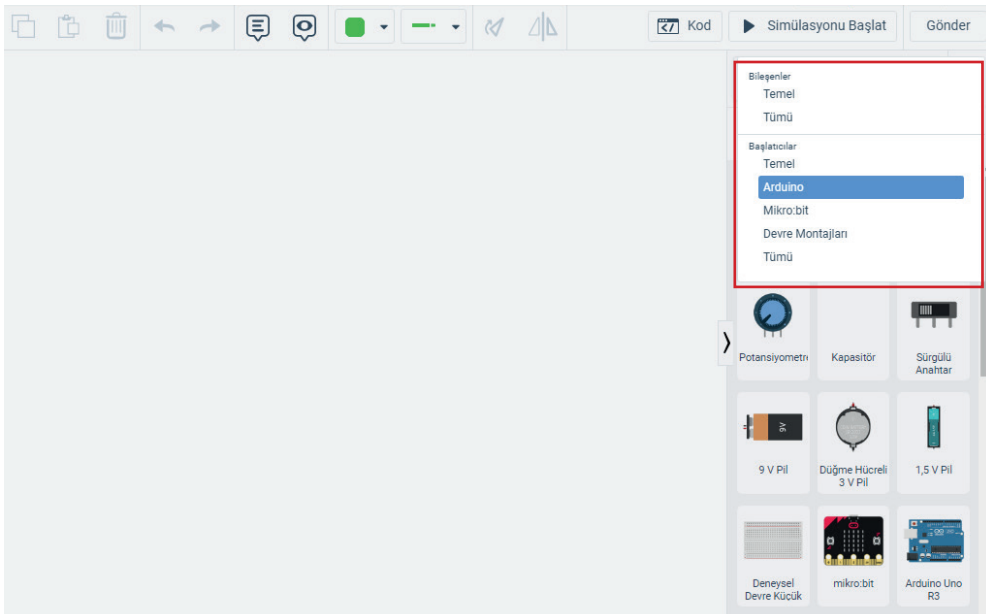 Kod
Simülasyonu Başlat
Gönder
Bileşenler
Temel
Tümü
Başlatıcılar
Temel
Arduino
Mikro:bit
Devre Montajları
Tümü
Potansiyometre
Kapasitör
Sürgülü
Anahtar
9V
9 V Pil
Düğme Hücreli
3 V Pil
1,5 V Pil
Deneysel
Devre Küçük
mikro:bit
Arduino Uno
R3